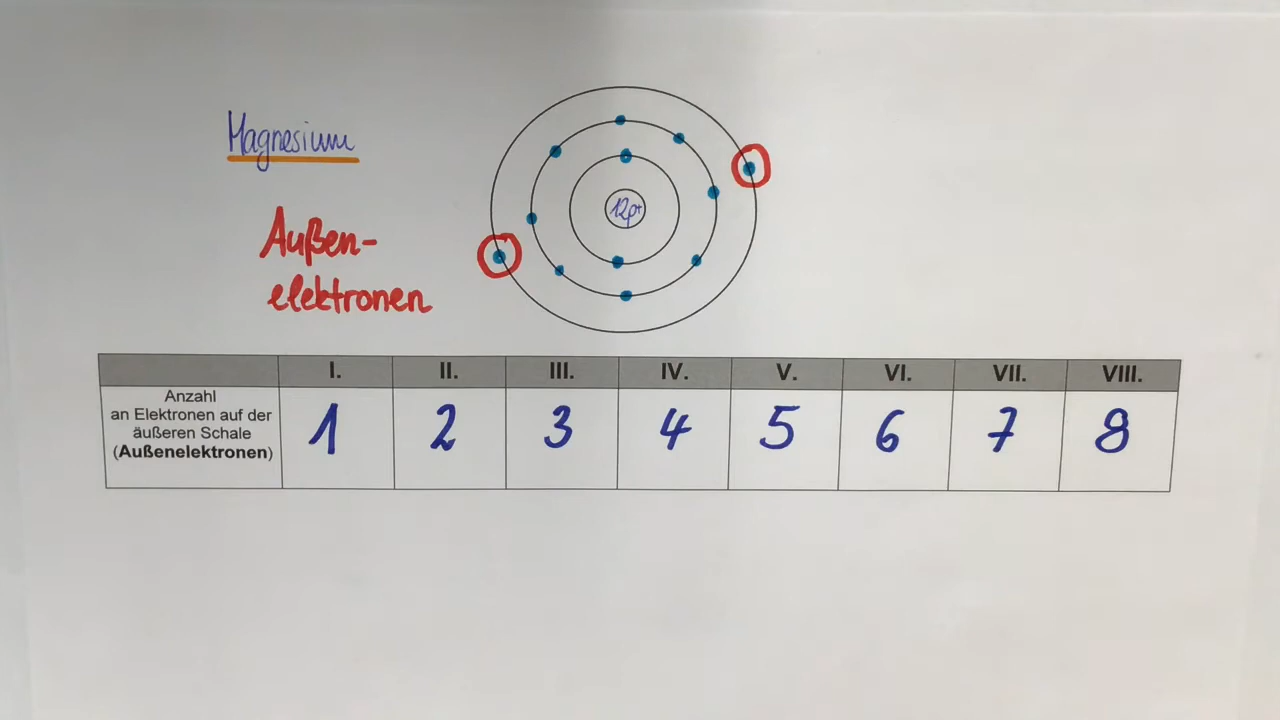 Magnesium
Außen-
elektronen
12p+
I. II. III. IV. V. VI. VII. VIII.
Anzahl
an Elektronen auf der
äußeren Schale
(Außenelektronen)
1 2 3 4 5 6 7 8